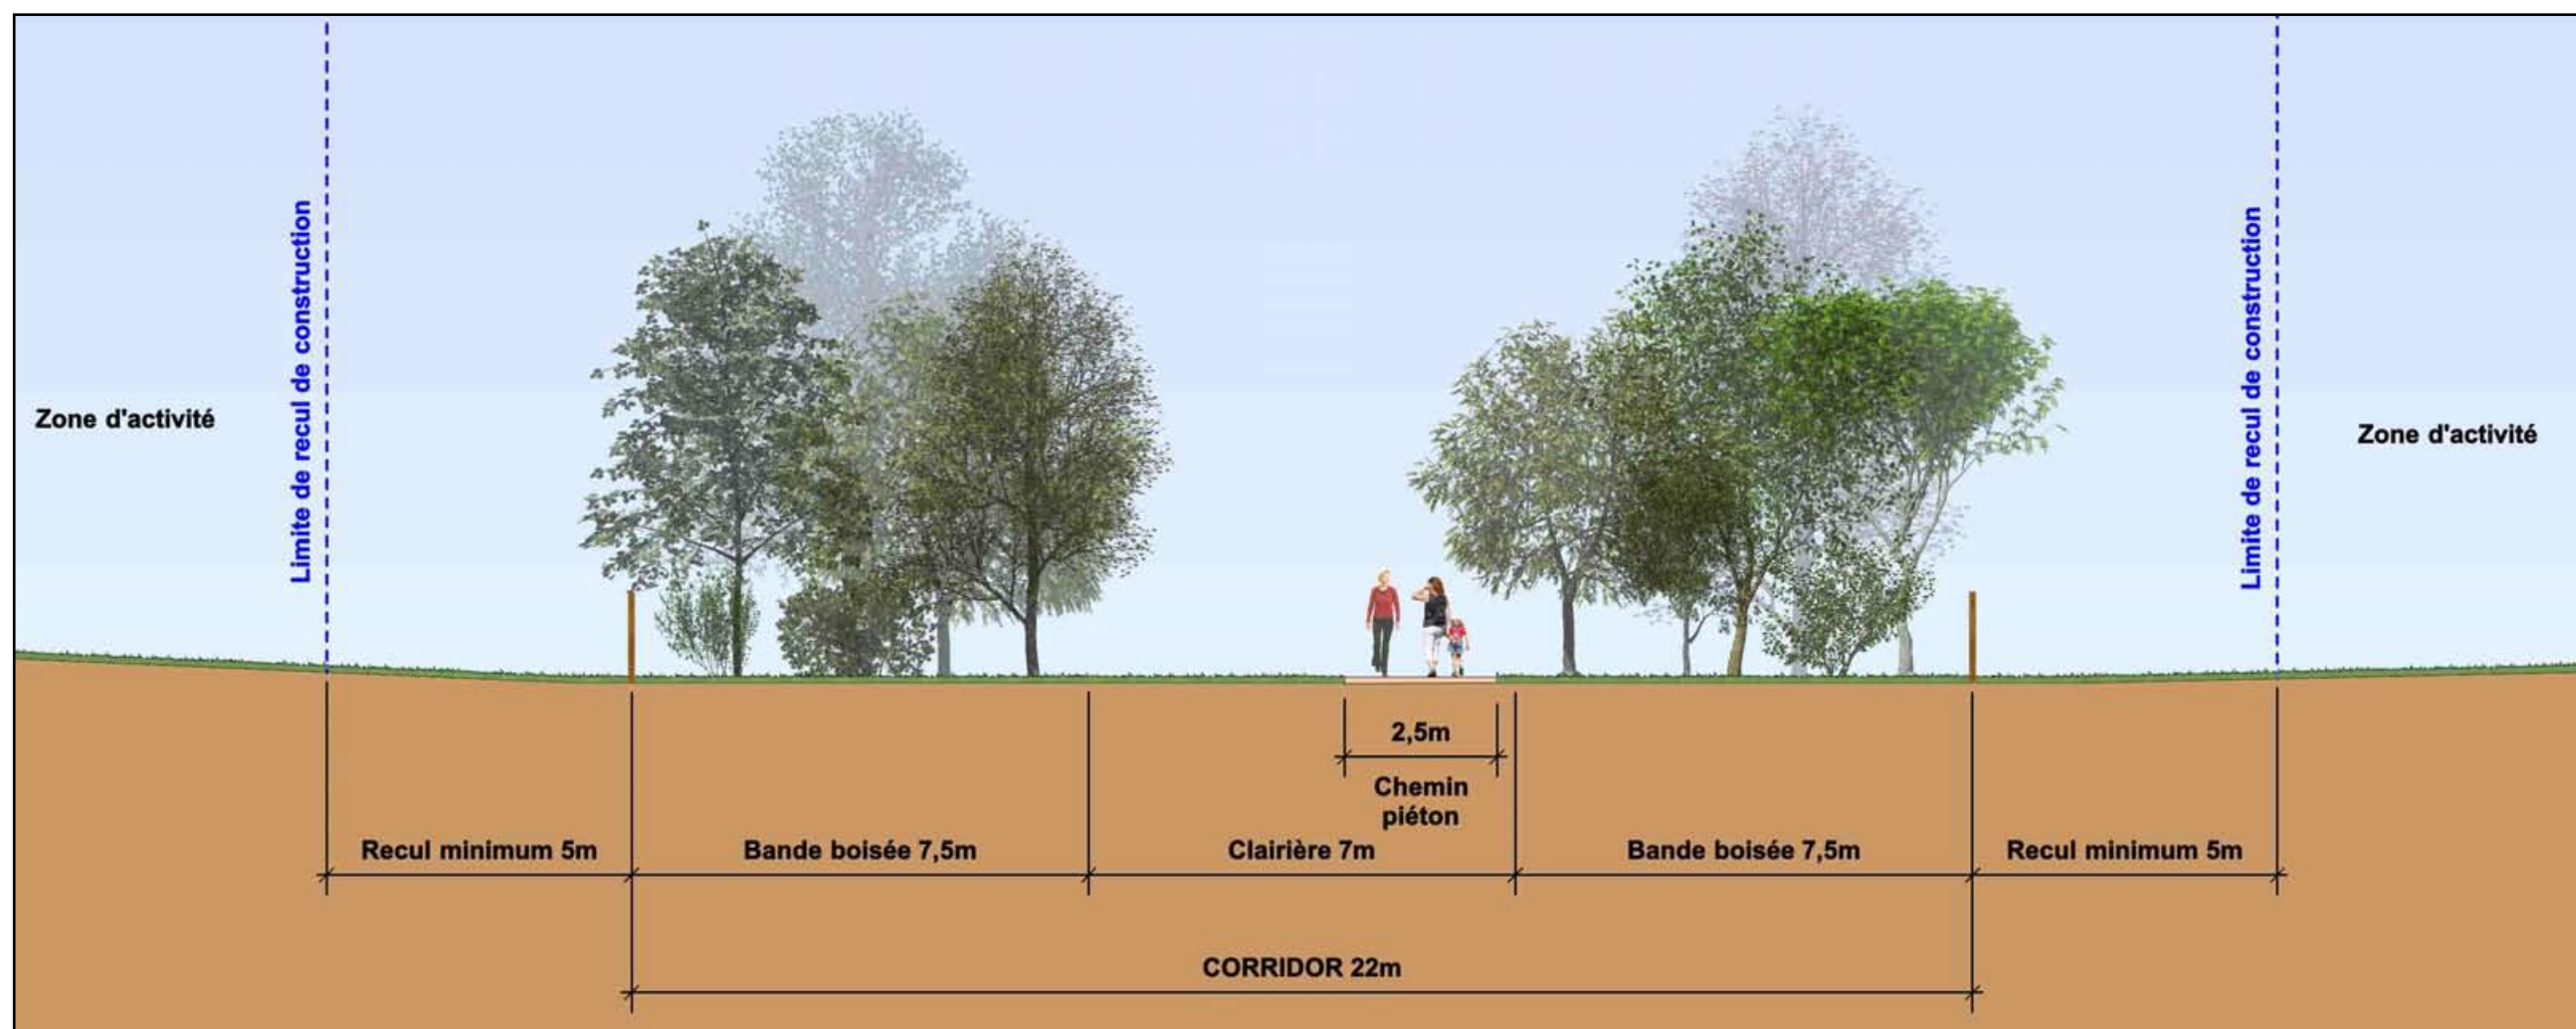 Limite de recul de construction
Limite de recul de construction
Zone d'activité
Zone d'activité
2,5m
Chemin
piéton
Recul minimum 5m
Bande boisée 7,5m
Clairière 7m
Bande boisée 7,5m
Recul minimum 5m
CORRIDOR 22m